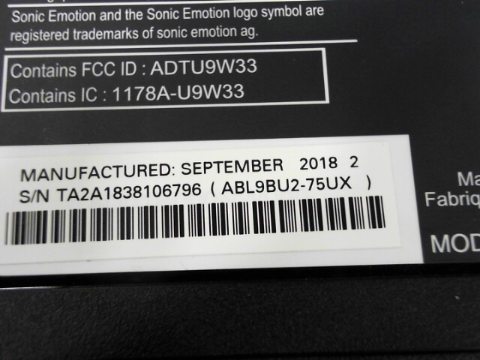 Sonic Emotion and the Sonic Emotion logo symbol are
registered trademarks of sonic emotion ag.
Contains FCC ID : ADTU9W33
Contains IC : 1178A-U9W33
MANUFACTURED: SEPTEMBER 2018 2
S/N TA2A1838106796 ( ABL9BU2-75UX )
Ma
Fabriq
MOD